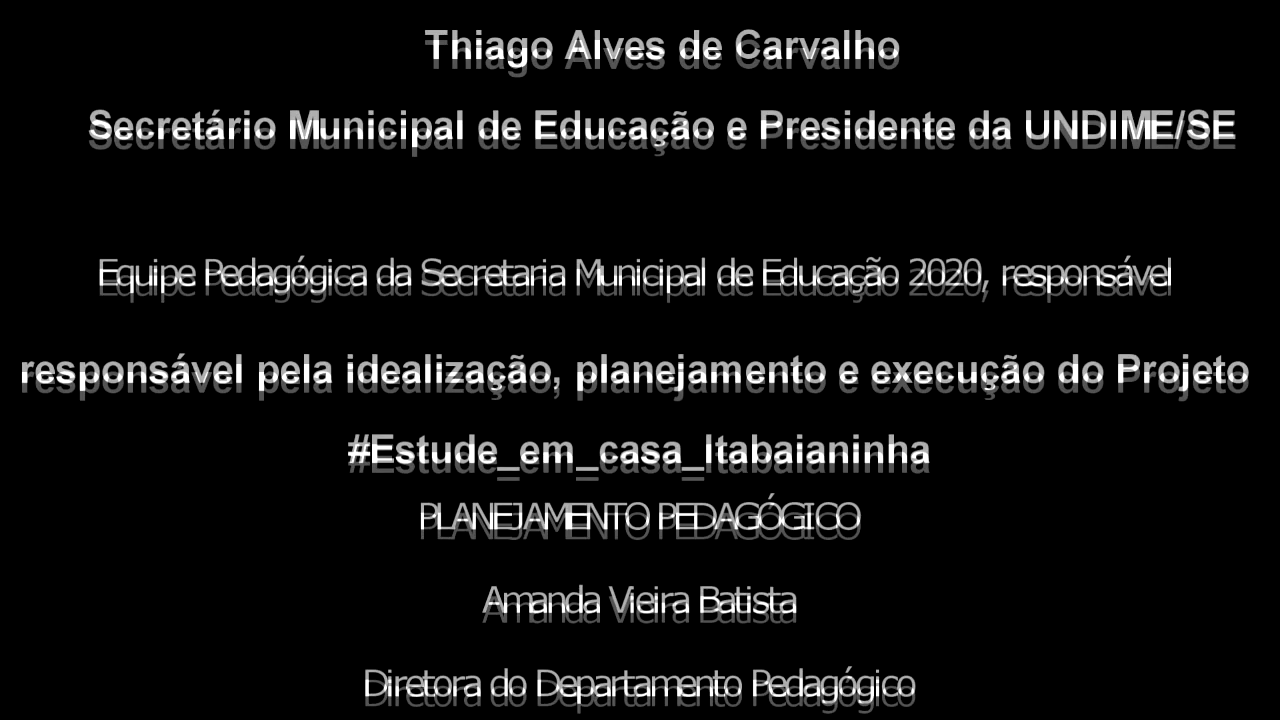 Thiago Alves de Carvalho
Secretário Municipal de Educação e Presidente da UNDIME/SE
Equipe Pedagógica da Secretaria Municipal de Educação 2020, responsável
responsável pela idealização, planejamento e execução do Projeto
#Estude_em_casa_Itabaianinha
PLANEJAMENTO PEDAGÓGICO
Amanda Vieira Batista
Diretora do Departamento Pedagógico